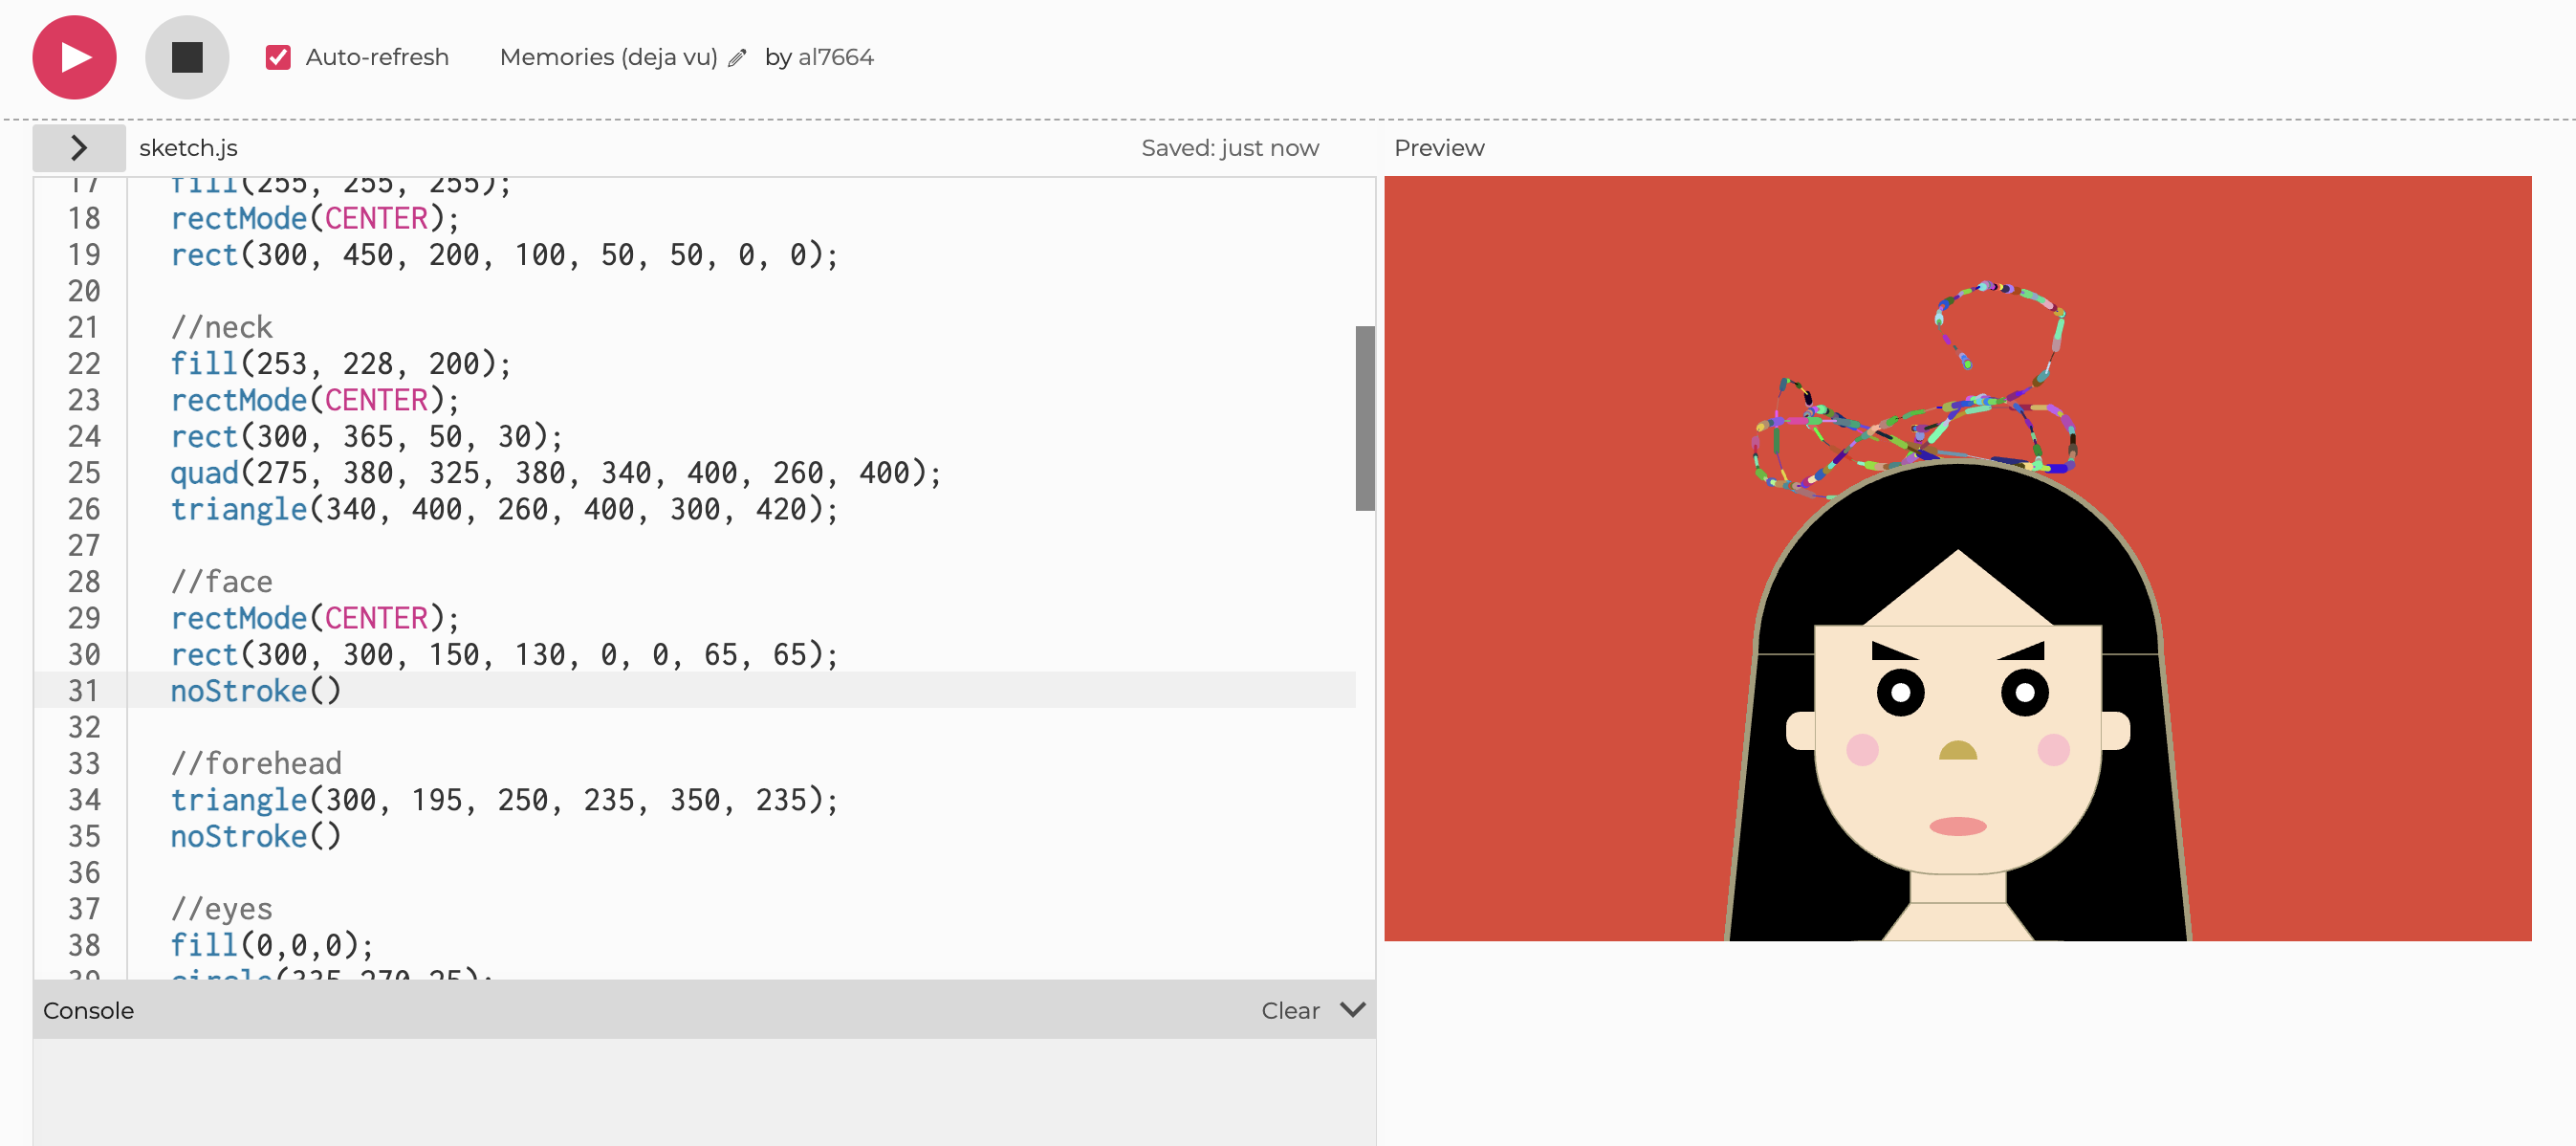 Auto-refresh Memories (deja vu) by al7664
sketch.js Saved: just now Preview
17 fill(255, 255, 255);
18 rectMode(CENTER);
19 rect(300, 450, 200, 100, 50, 50, 0, 0);
20
21 //neck
22 fill(253, 228, 200);
23 rectMode(CENTER);
24 rect(300, 365, 50, 30);
25 quad(275, 380, 325, 380, 340, 400, 260, 400);
26 triangle(340, 400, 260, 400, 300, 420);
27
28 //face
29 rectMode(CENTER);
30 rect(300, 300, 150, 130, 0, 0, 65, 65);
31 noStroke()
32
33 //forehead
34 triangle(300, 195, 250, 235, 350, 235);
35 noStroke()
36
37 //eyes
38 fill(0,0,0);
39 circle(335,270,25);
Console Clear